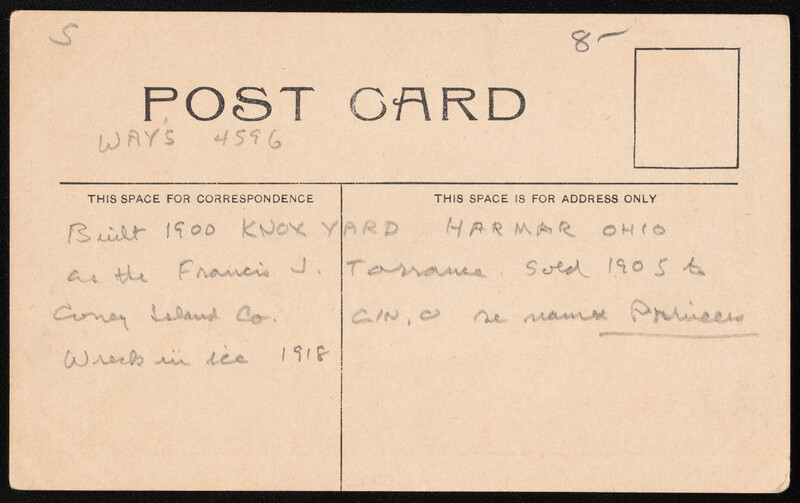 S
8-
POST CARD
WAY'S 4596
THIS SPACE FOR CORRESPONDENCE
THIS SPACE IS FOR ADDRESS ONLY
Built 1900 KNOX YARD HARMAR OHIO
as the Francis J. Torrance. Sold 1905 to
Coney Island Co. CIN, O re named Princess
Wreck in ice 1918